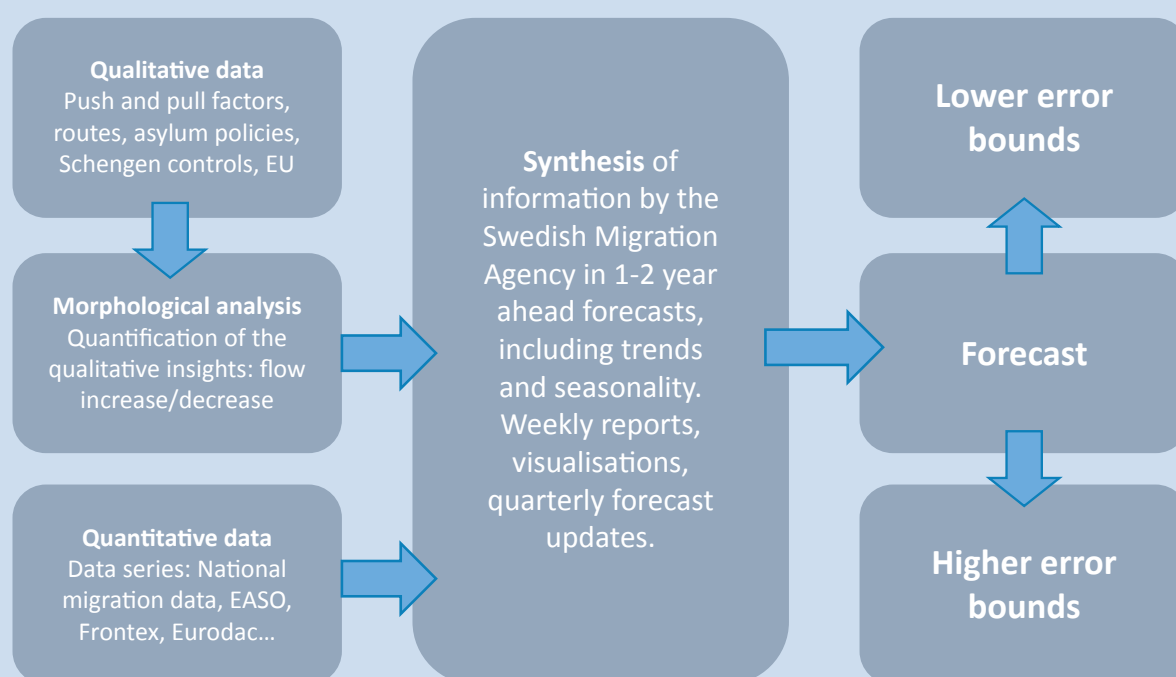 Qualitative data
Push and pull factors,
routes, asylum policies,
Schengen controls, EU
Morphological analysis
Quantification of the
qualitative insights: flow
increase/decrease
Quantitative data
Data series: National
migration data, EASO,
Frontex, Eurodac...
Synthesis of
information by the
Swedish Migration
Agency in 1-2 year
ahead forecasts,
including trends
and seasonality.
Weekly reports,
visualisations,
quarterly forecast
updates.
Lower error
bounds
Forecast
Higher error
bounds